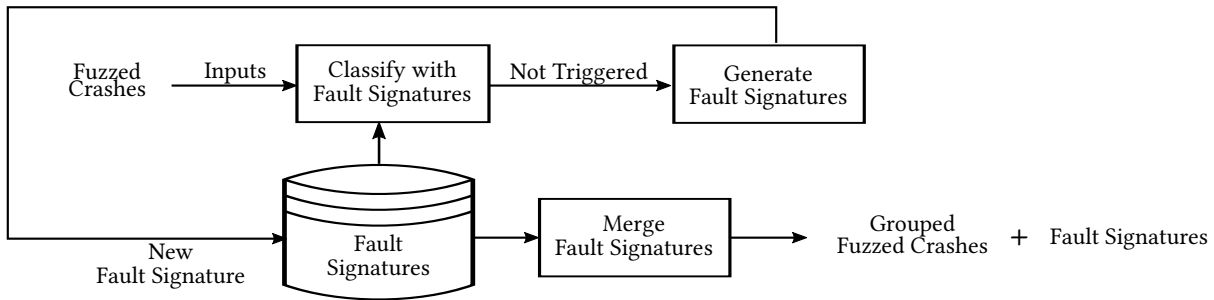 Fuzzed
Crashes
Inputs
Classify with
Fault Signatures
Not Triggered
Generate
Fault Signatures
New
Fault Signature
Fault
Signatures
Merge
Fault Signatures
Grouped
Fuzzed Crashes
+
Fault Signatures